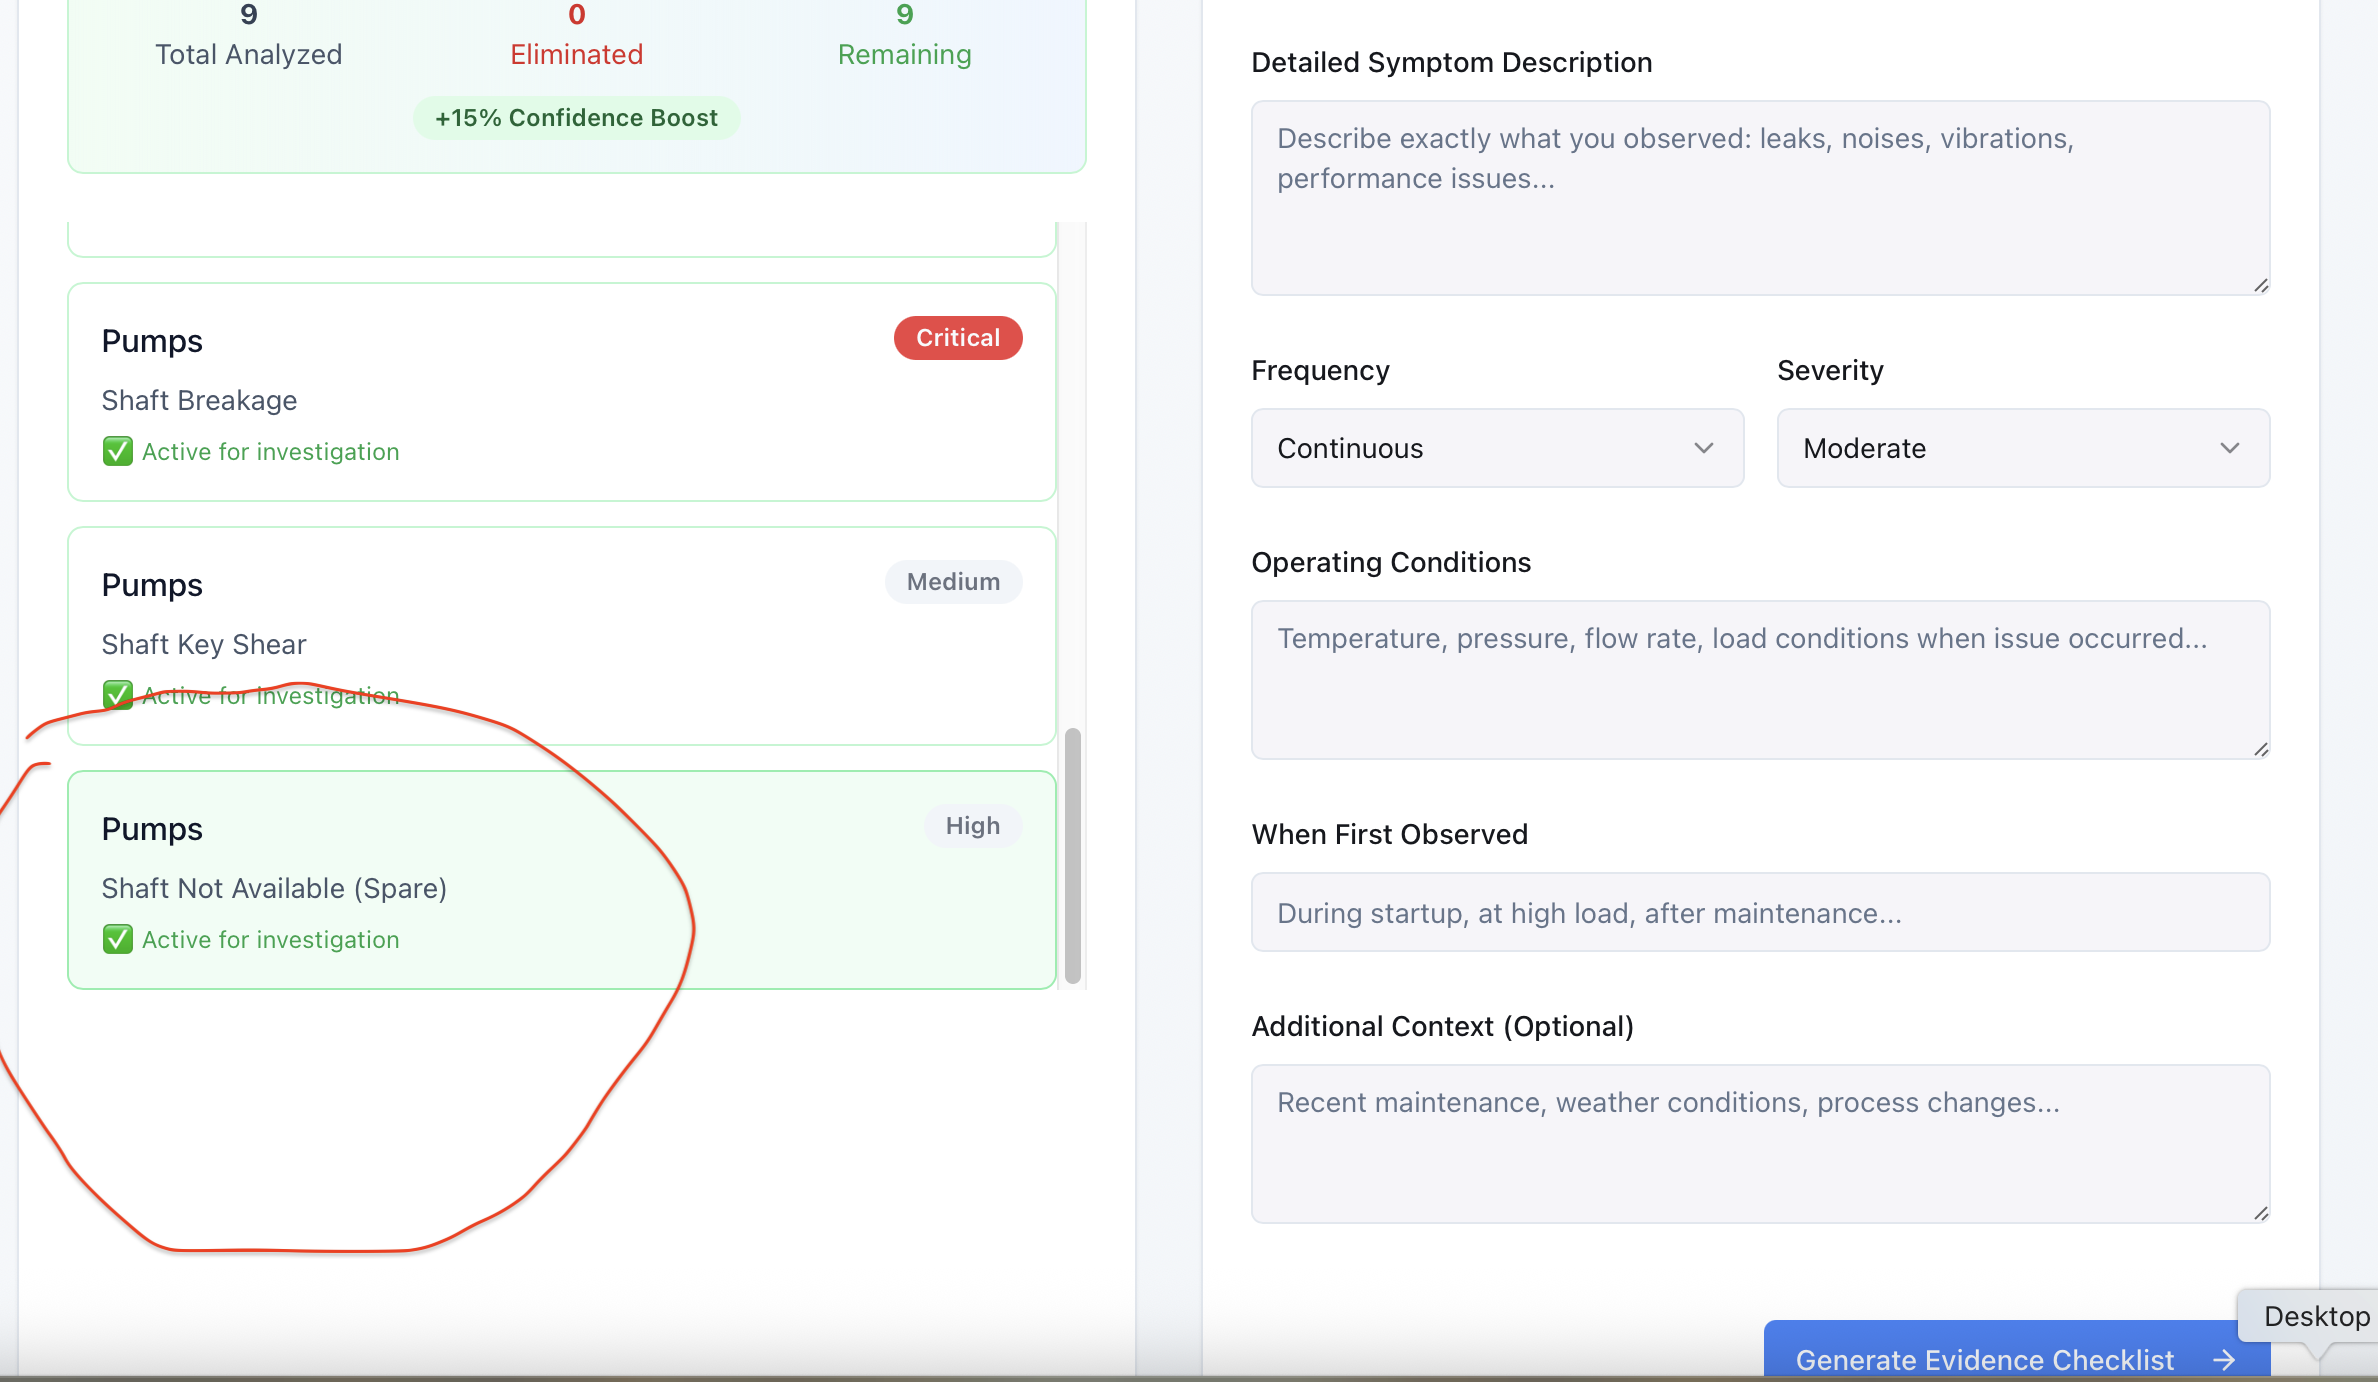 9
Total Analyzed
0
Eliminated
9
Remaining
+15% Confidence Boost
Pumps
Critical
Shaft Breakage
✅ Active for investigation
Pumps
Medium
Shaft Key Shear
✅ Active for investigation
Pumps
High
Shaft Not Available (Spare)
✅ Active for investigation
Detailed Symptom Description
Describe exactly what you observed: leaks, noises, vibrations,
performance issues...
Frequency
Severity
Continuous
Moderate
Operating Conditions
Temperature, pressure, flow rate, load conditions when issue occurred...
When First Observed
During startup, at high load, after maintenance...
Additional Context (Optional)
Recent maintenance, weather conditions, process changes...
Generate Evidence Checklist →
Desktop